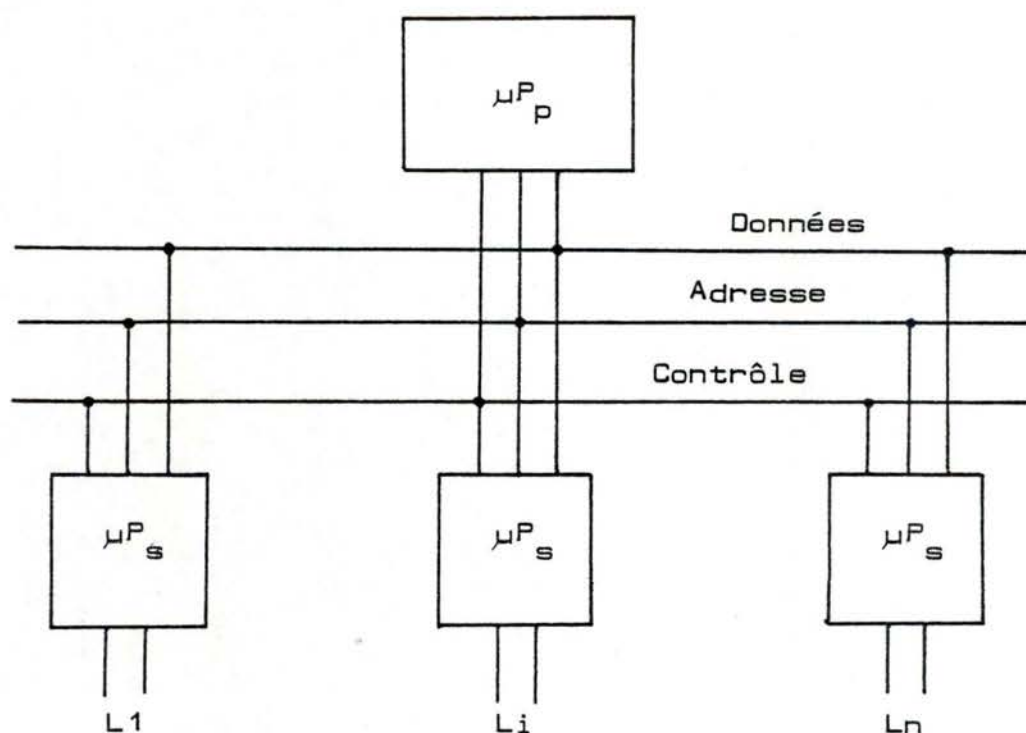 µPp
Données
Adresse
Contrôle
µPs
µPs
µPs
L1
Li
Ln